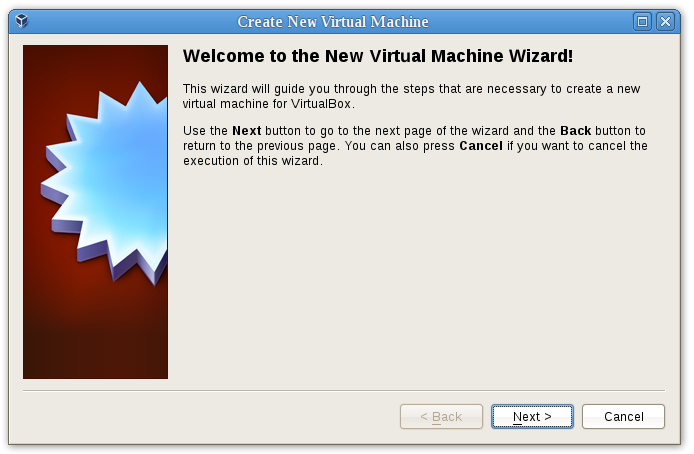 Create New Virtual Machine
Welcome to the New Virtual Machine Wizard!
This wizard will guide you through the steps that are necessary to create a new
virtual machine for VirtualBox.
Use the Next button to go to the next page of the wizard and the Back button to
return to the previous page. You can also press Cancel if you want to cancel the
execution of this wizard.
< Back
Next >
Cancel